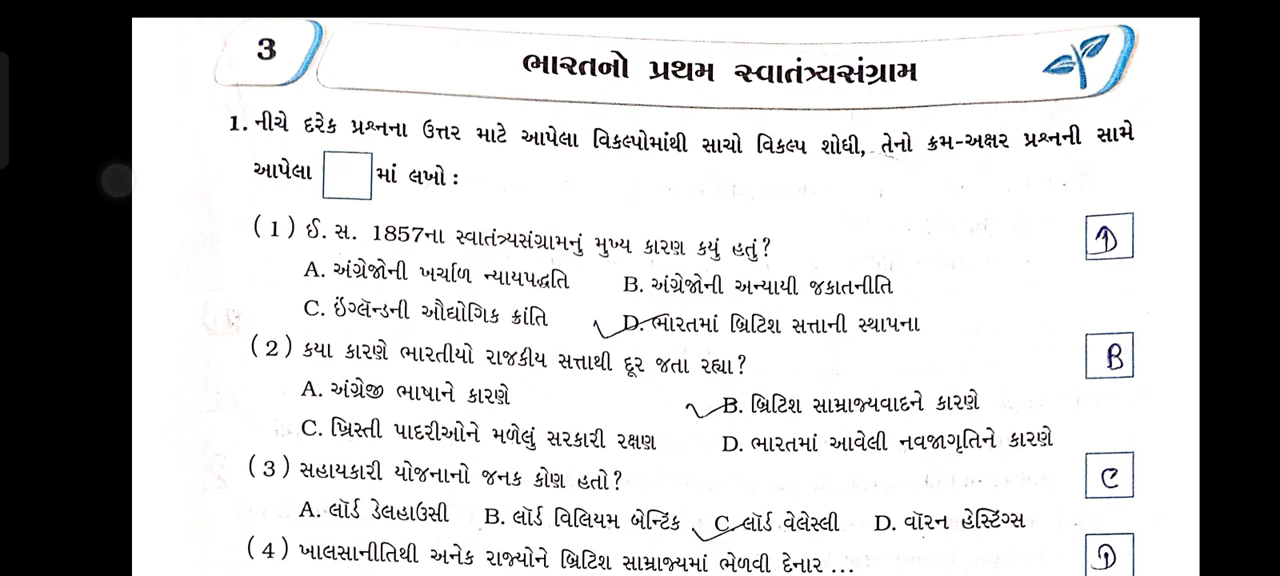 3
ભારતનો પ્રથમ સ્વાતંત્ર્યસંગ્રામ
1. નીચે દરેક પ્રશ્નના ઉત્તર માટે આપેલા વિકલ્પોમાંથી સાચો વિકલ્પ શોધી, તેનો ક્રમ-અક્ષર પ્રશ્નની સામે
આપેલા માં લખો :
(1) ઈ. સ. 1857ના સ્વાતંત્ર્યસંગ્રામનું મુખ્ય કારણ કયું હતું? D
A. અંગ્રેજોની ખર્ચાળ ન્યાયપદ્ધતિ B. અંગ્રેજોની અન્યાયી જકાતનીતિ
C. ઇંગ્લૅન્ડની ઔદ્યોગિક ક્રાંતિ D. ભારતમાં બ્રિટિશ સત્તાની સ્થાપના
(2) કયા કારણે ભારતીયો રાજકીય સત્તાથી દૂર જતા રહ્યા? B
A. અંગ્રેજી ભાષાને કારણે B. બ્રિટિશ સામ્રાજ્યવાદને કારણે
C. ખ્રિસ્તી પાદરીઓને મળેલું સરકારી રક્ષણ D. ભારતમાં આવેલી નવજાગૃતિને કારણે
(3) સહાયકારી યોજનાનો જનક કોણ હતો? C
A. લૉર્ડ ડેલહાઉસી B. લૉર્ડ વિલિયમ બેન્ટિંક C. લૉર્ડ વેલેસ્લી D. વૉરન હેસ્ટિંગ્સ
(4) ખાલસાનીતિથી અનેક રાજ્યોને બ્રિટિશ સામ્રાજ્યમાં ભેળવી દેનાર ... D